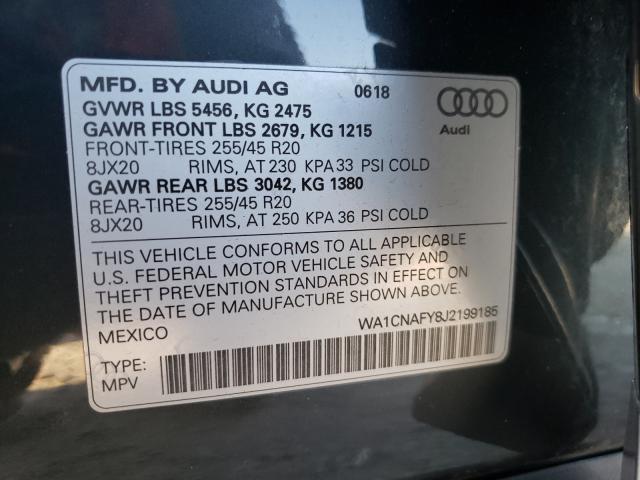 MFD. BY AUDI AG 0618
GVWR LBS 5456, KG 2475
GAWR FRONT LBS 2679, KG 1215
FRONT-TIRES 255/45 R20
8JX20 RIMS, AT 230 KPA 33 PSI COLD
GAWR REAR LBS 3042, KG 1380
REAR-TIRES 255/45 R20
8JX20 RIMS, AT 250 KPA 36 PSI COLD
Audi
THIS VEHICLE CONFORMS TO ALL APPLICABLE
U.S. FEDERAL MOTOR VEHICLE SAFETY AND
THEFT PREVENTION STANDARDS IN EFFECT ON
THE DATE OF MANUFACTURE SHOWN ABOVE.
MEXICO WA1CNAFY8J2199185
TYPE:
MPV